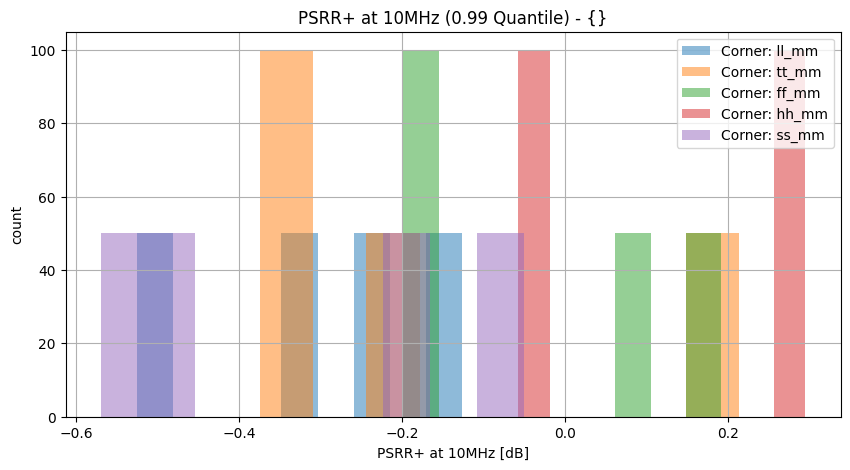 PSRR+ at 10MHz (0.99 Quantile) - {}
100
80
60
40
20
0
count
Corner: ll_mm
Corner: tt_mm
Corner: ff_mm
Corner: hh_mm
Corner: ss_mm
−0.6 −0.4 −0.2 0.0 0.2
PSRR+ at 10MHz [dB]